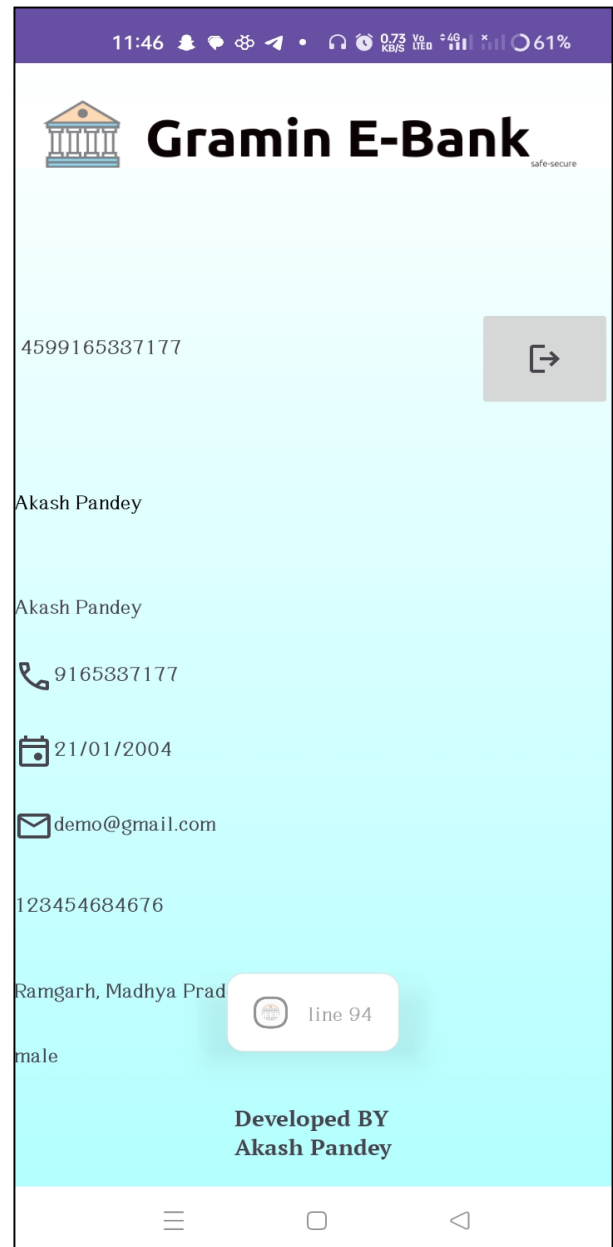 11:46 0.73 KB/S Vo LTED 4G 61%
Gramin E-Bank
safe-secure
4599165337177
Akash Pandey
Akash Pandey
9165337177
21/01/2004
demo@gmail.com
123454684676
Ramgarh, Madhya Prad
line 94
male
Developed BY
Akash Pandey